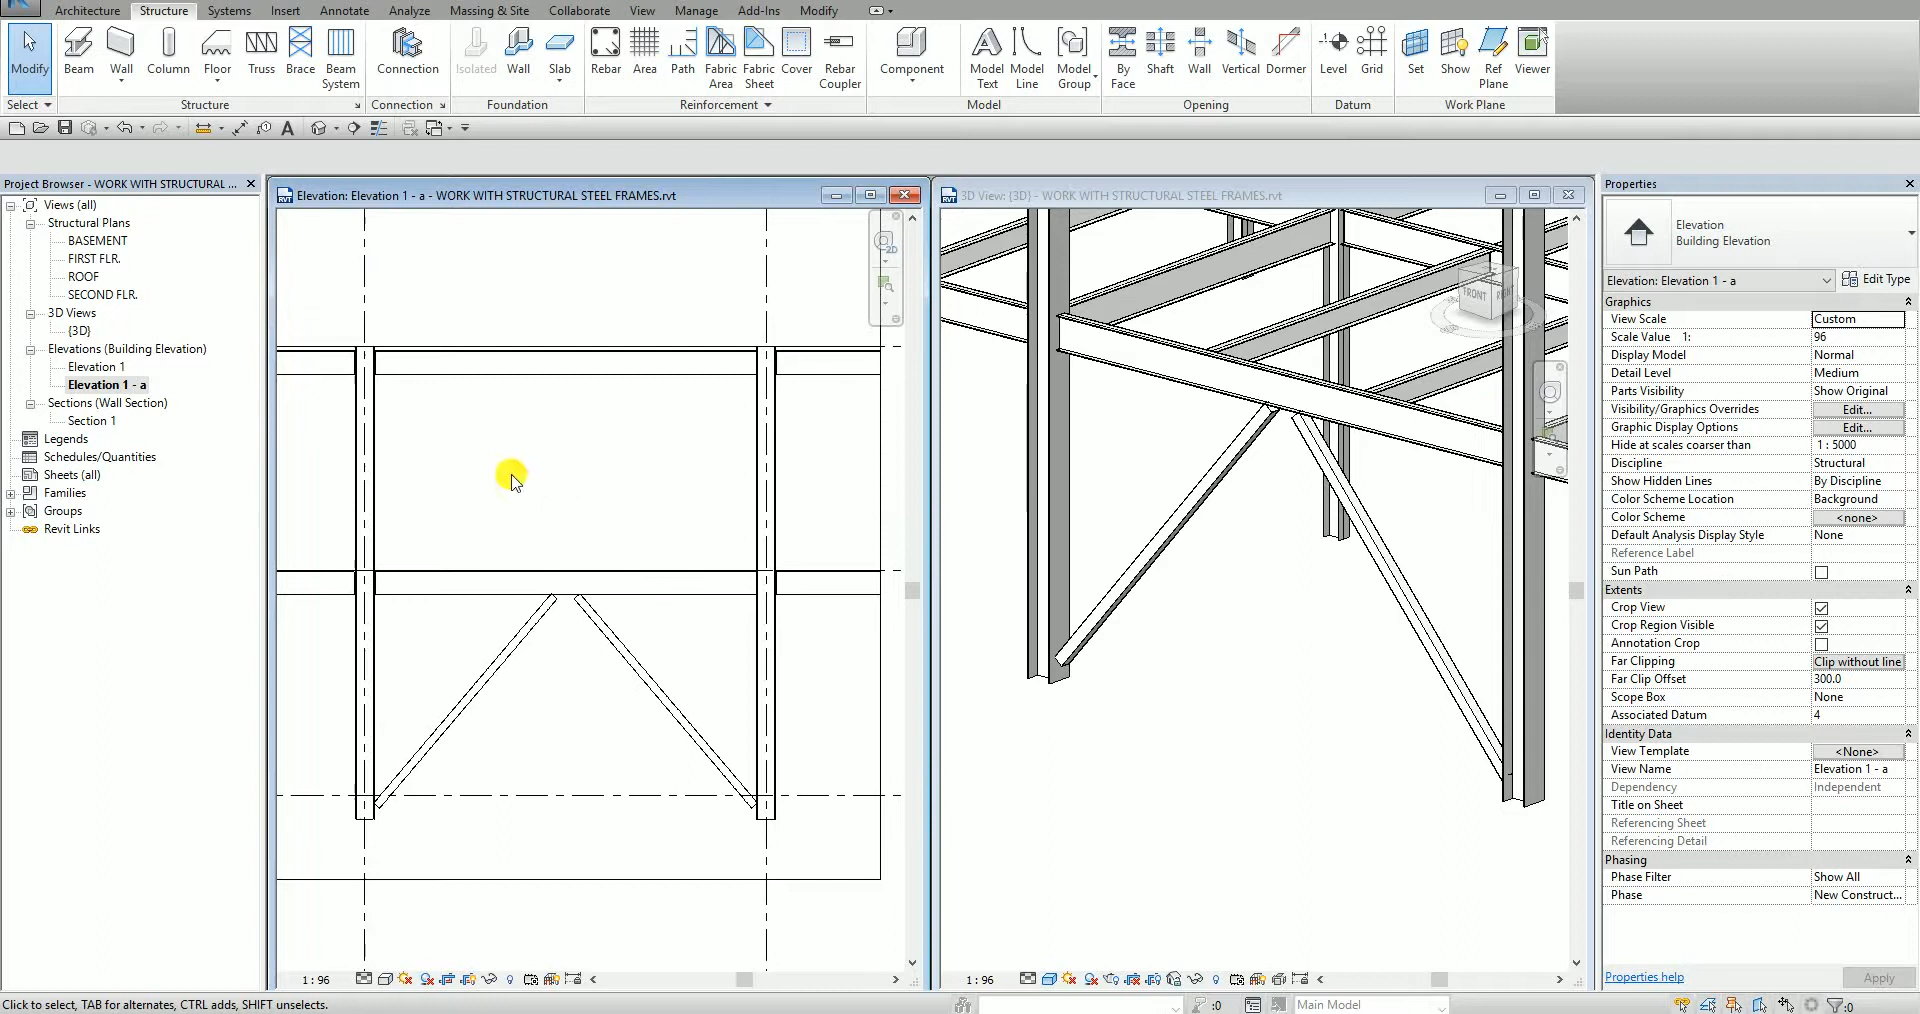 Architecture Structure Systems Insert Annotate Analyze Massing & Site Collaborate View Manage Add-Ins Modify
Modify Beam Wall Column Floor Truss Brace Beam System Connection Isolated Wall Slab Rebar Area Path Fabric Area Fabric Sheet Cover Rebar Coupler Component Model Text Model Line Model Group By Face Shaft Wall Vertical Dormer Level Grid Set Show Ref Plane Viewer
Select Structure Connection Foundation Reinforcement Model Opening Datum Work Plane
Project Browser - WORK WITH STRUCTURAL ...
Views (all)
Structural Plans
BASEMENT
FIRST FLR.
ROOF
SECOND FLR.
3D Views
{3D}
Elevations (Building Elevation)
Elevation 1
Elevation 1 - a
Sections (Wall Section)
Section 1
Legends
Schedules/Quantities
Sheets (all)
Families
Groups
Revit Links
Elevation: Elevation 1 - a - WORK WITH STRUCTURAL STEEL FRAMES.rvt
2D
1 : 96
3D View: {3D} - WORK WITH STRUCTURAL STEEL FRAMES.rvt
FRONT RIGHT
1 : 96
Properties
Elevation
Building Elevation
Elevation: Elevation 1 - a Edit Type
Graphics
View Scale Custom
Scale Value 1: 96
Display Model Normal
Detail Level Medium
Parts Visibility Show Original
Visibility/Graphics Overrides Edit...
Graphic Display Options Edit...
Hide at scales coarser than 1 : 5000
Discipline Structural
Show Hidden Lines By Discipline
Color Scheme Location Background
Color Scheme <none>
Default Analysis Display Style None
Reference Label
Sun Path
Extents
Crop View
Crop Region Visible
Annotation Crop
Far Clipping Clip without line
Far Clip Offset 300.0
Scope Box None
Associated Datum 4
Identity Data
View Template <None>
View Name Elevation 1 - a
Dependency Independent
Title on Sheet
Referencing Sheet
Referencing Detail
Phasing
Phase Filter Show All
Phase New Construct...
Properties help Apply
Click to select, TAB for alternates, CTRL adds, SHIFT unselects. :0 Main Model :0